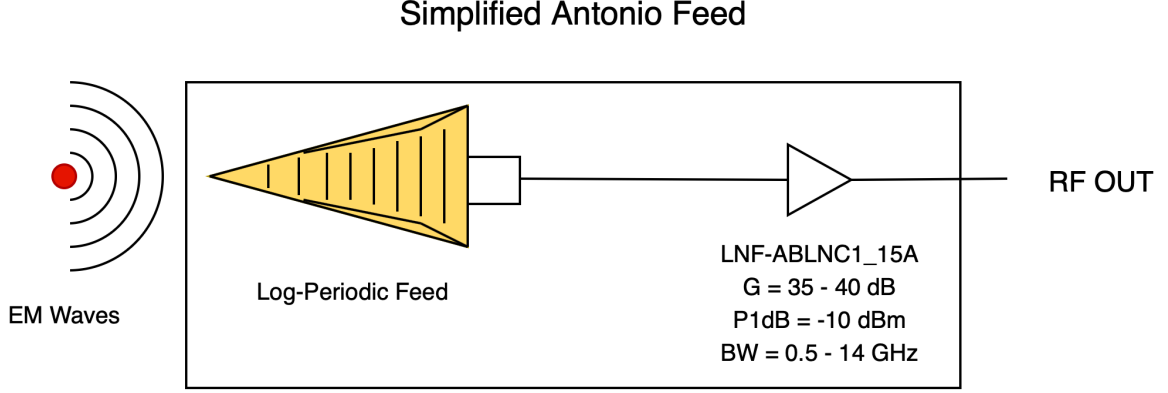 Simplified Antonio Feed
RF OUT
LNF-ABLNC1_15A
G = 35 - 40 dB
P1dB = -10 dBm
BW = 0.5 - 14 GHz
Log-Periodic Feed
EM Waves